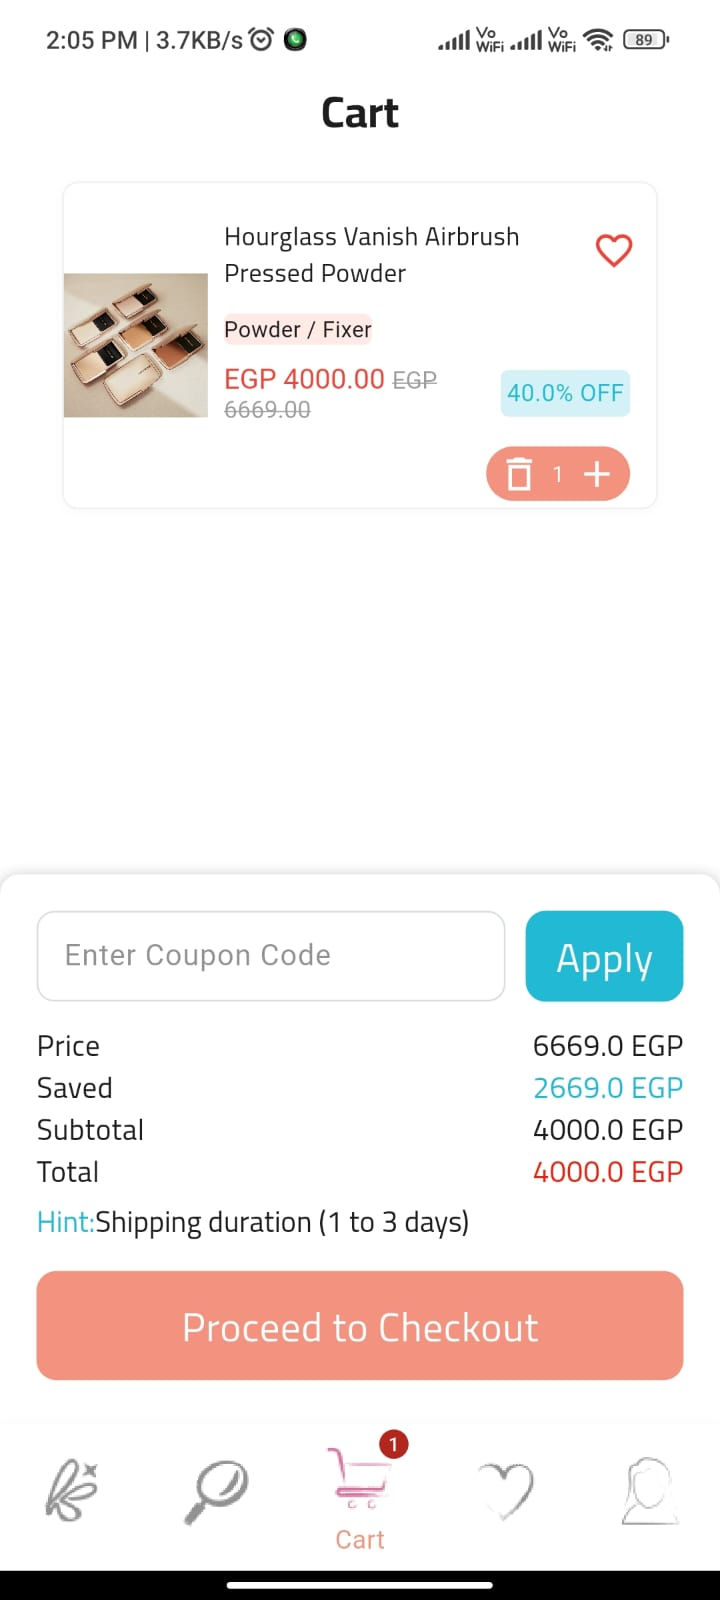 2:05 PM | 3.7KB/s
Vo WiFi
Vo WiFi
89
Cart
Hourglass Vanish Airbrush
Pressed Powder
Powder / Fixer
EGP 4000.00 EGP
6669.00
40.0% OFF
1
Enter Coupon Code
Apply
Price 6669.0 EGP
Saved 2669.0 EGP
Subtotal 4000.0 EGP
Total 4000.0 EGP
Hint:Shipping duration (1 to 3 days)
Proceed to Checkout
1
Cart